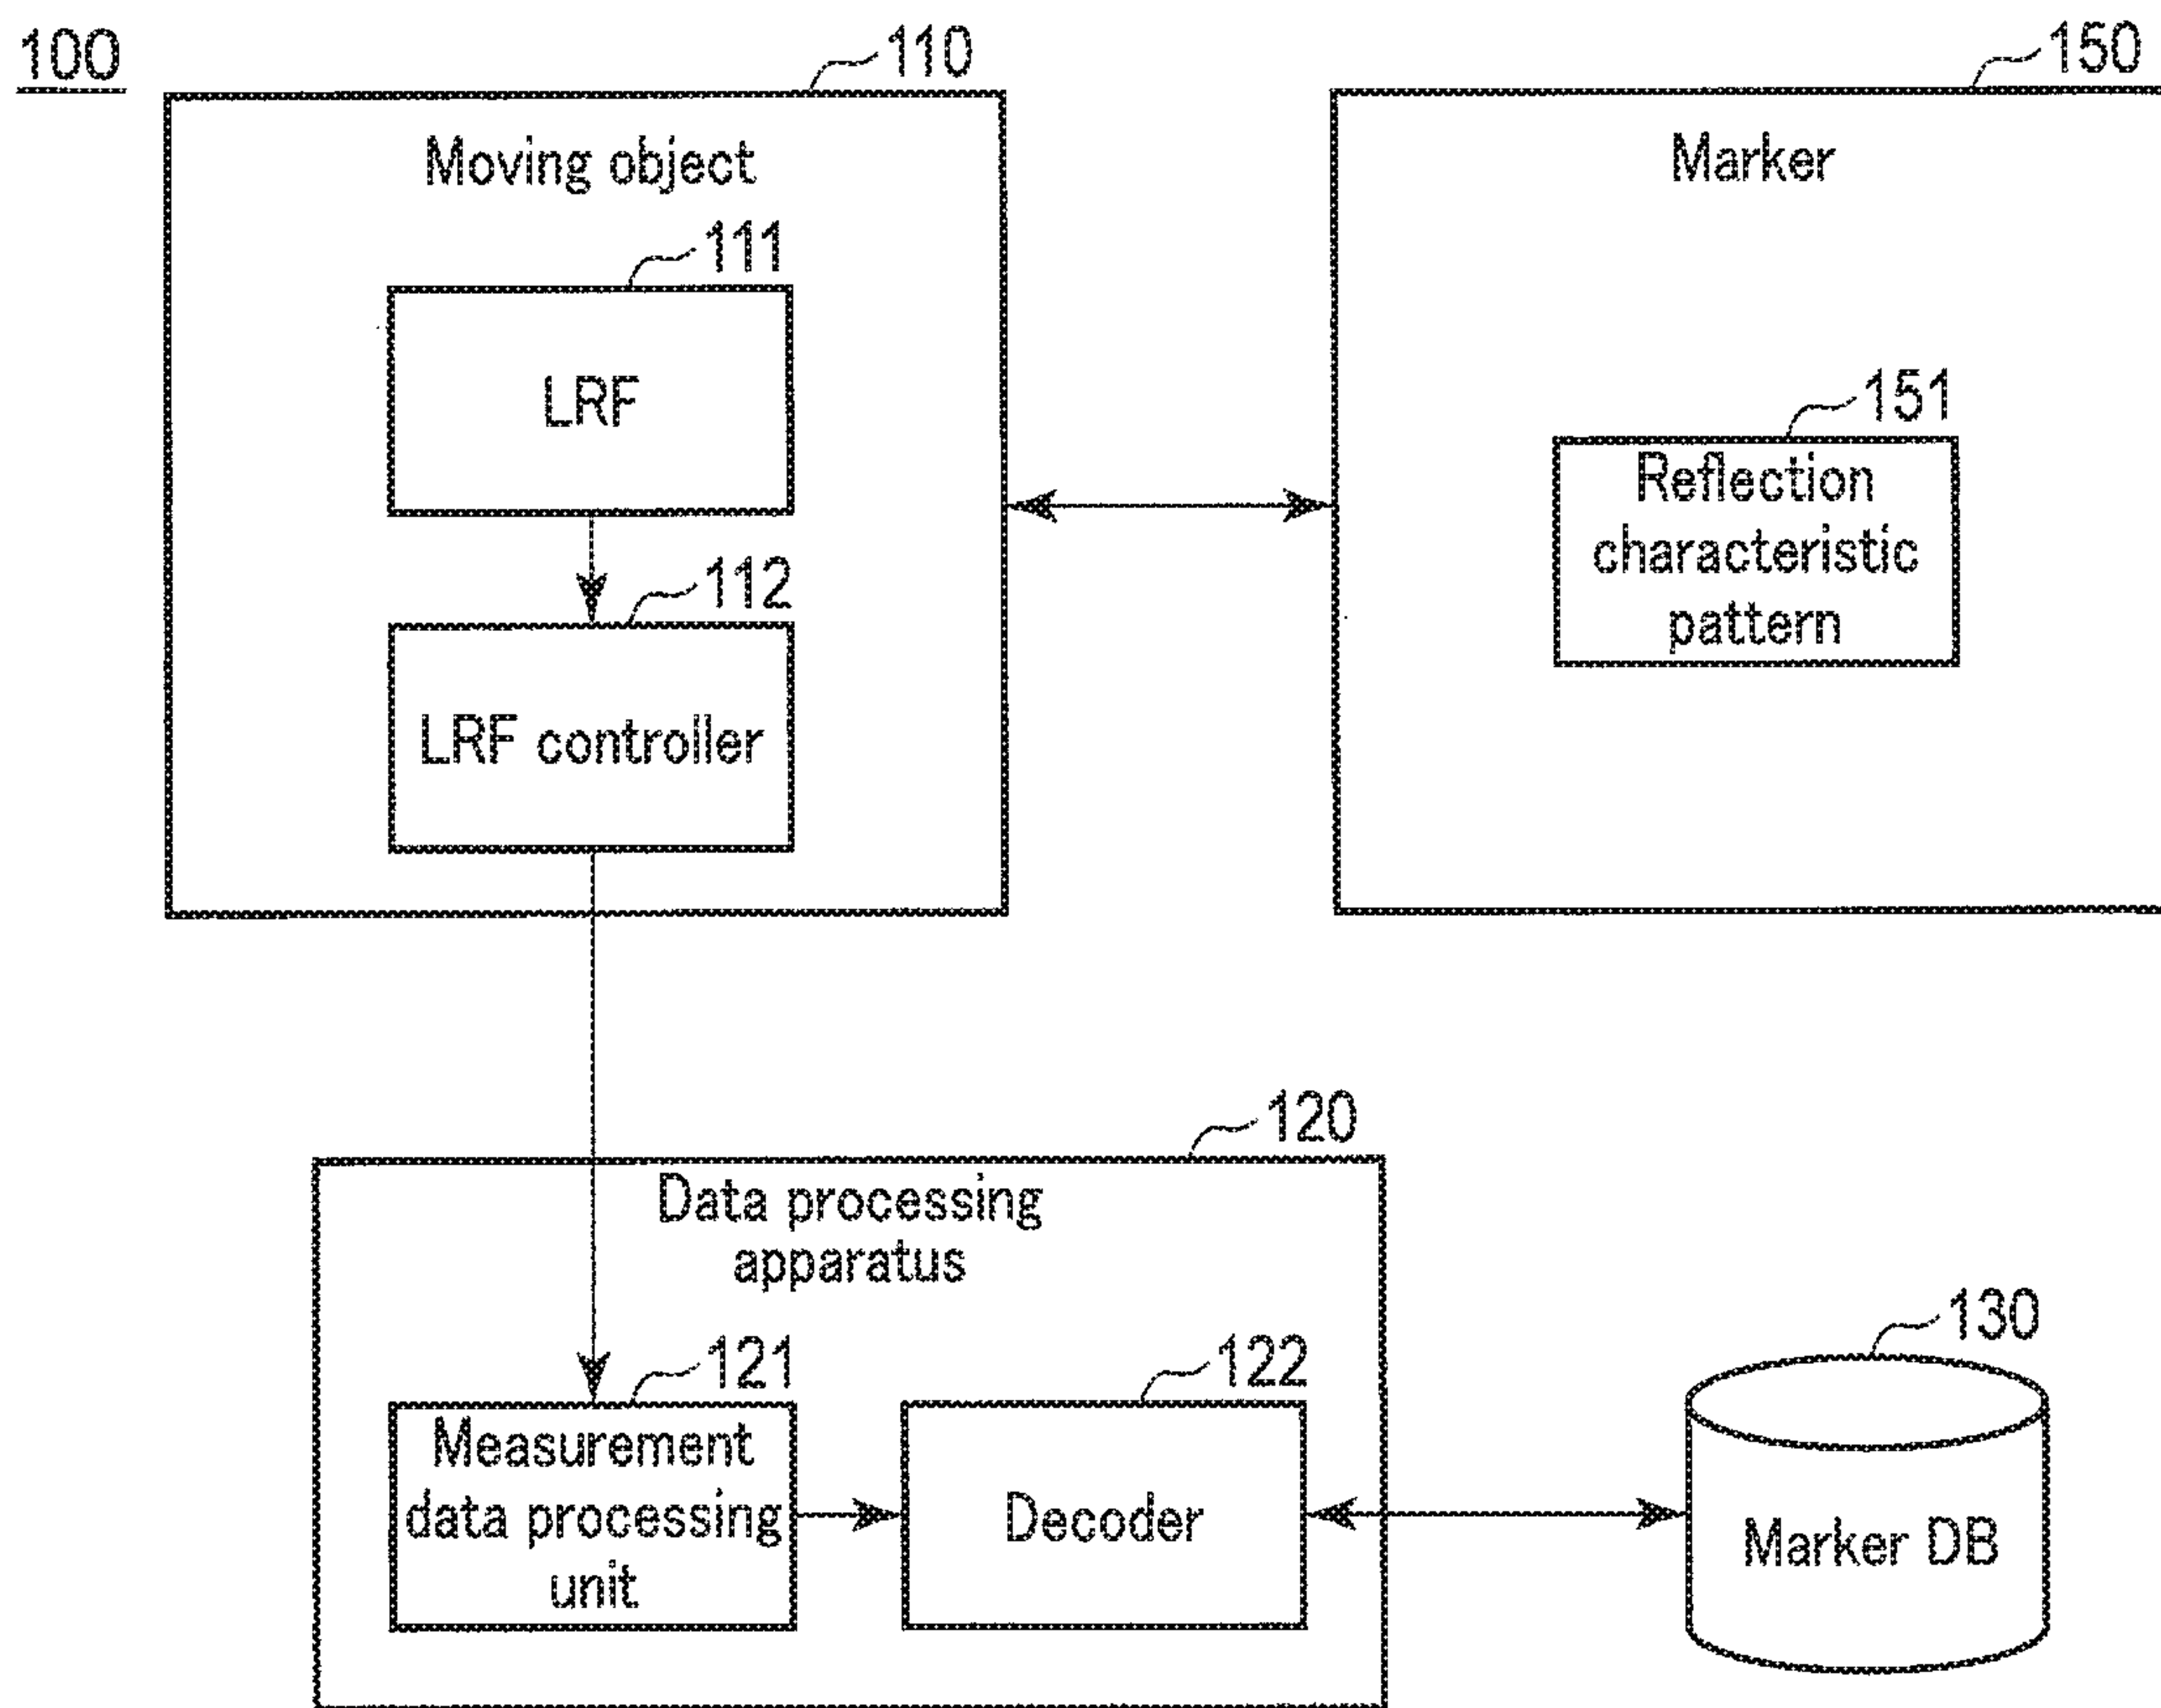 100
110
Moving object
111
LRF
112
LRF controller
150
Marker
151
Reflection
characteristic
pattern
120
Data processing
apparatus
121
Measurement
data processing
unit
122
Decoder
130
Marker DB